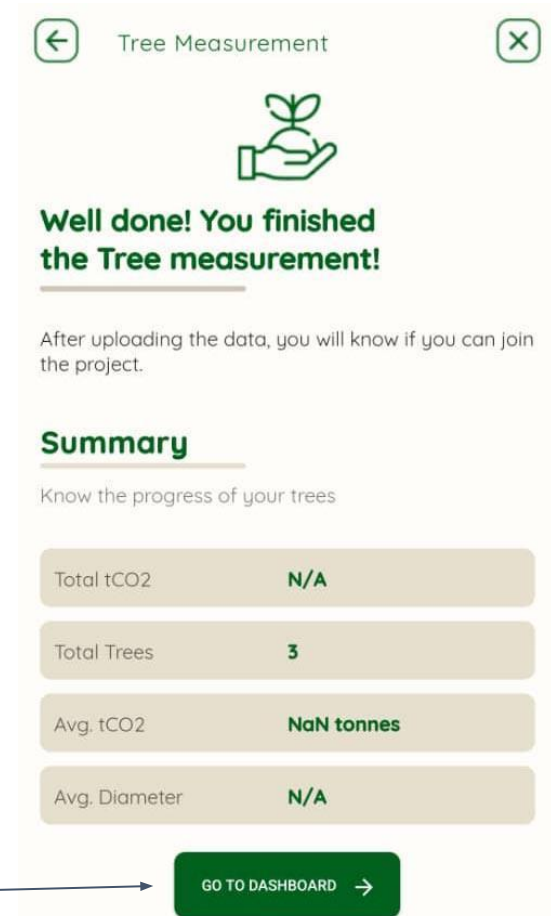 Tree Measurement
Well done! You finished
the Tree measurement!
After uploading the data, you will know if you can join
the project.
Summary
Know the progress of your trees
Total tCO2 N/A
Total Trees 3
Avg. tCO2 NaN tonnes
Avg. Diameter N/A
GO TO DASHBOARD